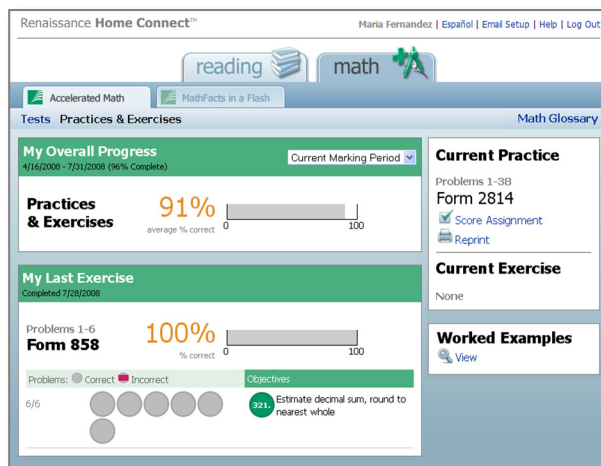 Renaissance Home Connect™
Maria Fernandez | Español | Email Setup | Help | Log Out
reading math
Accelerated Math MathFacts in a Flash
Tests Practices & Exercises Math Glossary
My Overall Progress
4/16/2008 - 7/31/2008 (96% Complete)
Current Marking Period
Practices
& Exercises
91%
average % correct
0 100
My Last Exercise
Completed 7/28/2008
Problems 1-6
Form 858
100%
% correct
0 100
Problems: Correct Incorrect
6/6
Objectives
321. Estimate decimal sum, round to
nearest whole
Current Practice
Problems 1-38
Form 2814
Score Assignment
Reprint
Current Exercise
None
Worked Examples
View